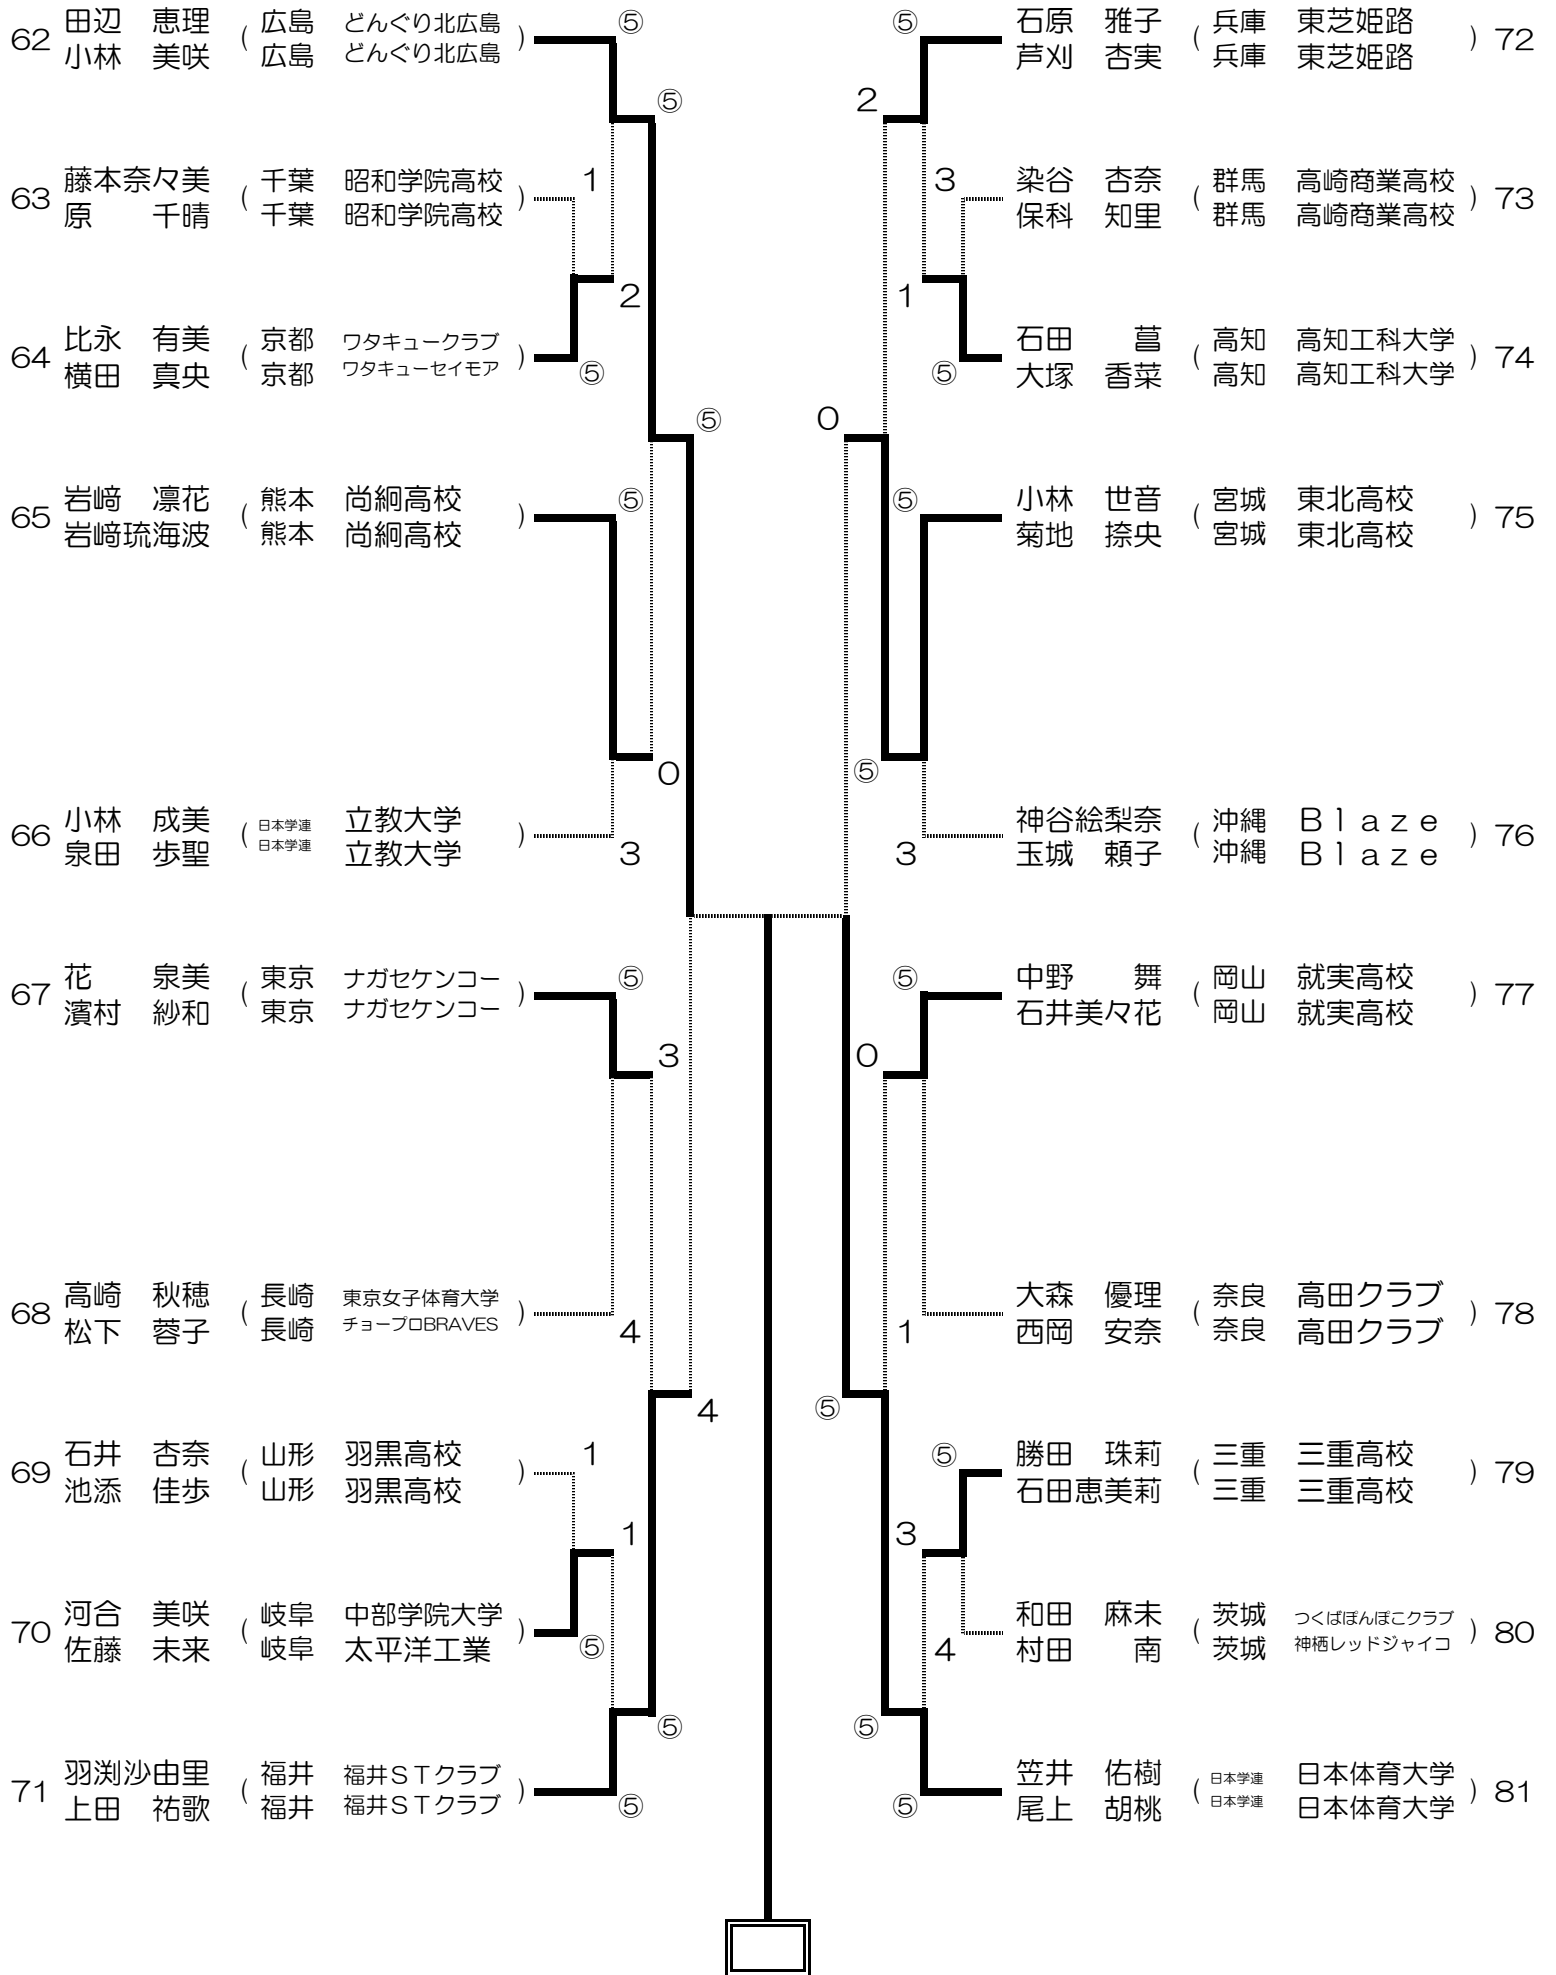 62 田辺 恵理 ( 広島 どんぐり北広島 ) ⑤
小林 美咲 広島 どんぐり北広島
⑤
63 藤本奈々美 ( 千葉 昭和学院高校 ) 1
原 千晴 千葉 昭和学院高校
2
64 比永 有美 ( 京都 ワタキュークラブ )
横田 真央 京都 ワタキューセイモア ⑤
⑤
65 岩﨑 凛花 ( 熊本 尚絅高校 ) ⑤
岩﨑琉海波 熊本 尚絅高校
0
66 小林 成美 ( 日本学連 立教大学 )
泉田 歩聖 日本学連 立教大学 3
67 花 泉美 ( 東京 ナガセケンコー ) ⑤
濱村 紗和 東京 ナガセケンコー
3
68 高崎 秋穂 ( 長崎 東京女子体育大学 )
松下 蓉子 長崎 チョープロBRAVES 4
4
69 石井 杏奈 ( 山形 羽黒高校 ) 1
池添 佳歩 山形 羽黒高校
1
70 河合 美咲 ( 岐阜 中部学院大学 )
佐藤 未来 岐阜 太平洋工業 ⑤
⑤
71 羽渕沙由里 ( 福井 福井STクラブ )
上田 祐歌 福井 福井STクラブ ⑤
⑤ 石原 雅子 ( 兵庫 東芝姫路 ) 72
芦刈 杏実 兵庫 東芝姫路
2
3 染谷 杏奈 ( 群馬 高崎商業高校 ) 73
保科 知里 群馬 高崎商業高校
1
石田 菖 ( 高知 高知工科大学 ) 74
⑤ 大塚 香菜 高知 高知工科大学
0
⑤ 小林 世音 ( 宮城 東北高校 ) 75
菊地 捺央 宮城 東北高校
⑤
神谷絵梨奈 ( 沖縄 Blaze ) 76
3 玉城 頼子 沖縄 Blaze
⑤ 中野 舞 ( 岡山 就実高校 ) 77
石井美々花 岡山 就実高校
0
大森 優理 ( 奈良 高田クラブ ) 78
1 西岡 安奈 奈良 高田クラブ
⑤
⑤ 勝田 珠莉 ( 三重 三重高校 ) 79
石田恵美莉 三重 三重高校
3
和田 麻未 ( 茨城 つくばぽんぽこクラブ ) 80
4 村田 南 茨城 神栖レッドジャイコ
⑤
笠井 佑樹 ( 日本学連 日本体育大学 ) 81
⑤ 尾上 胡桃 日本学連 日本体育大学